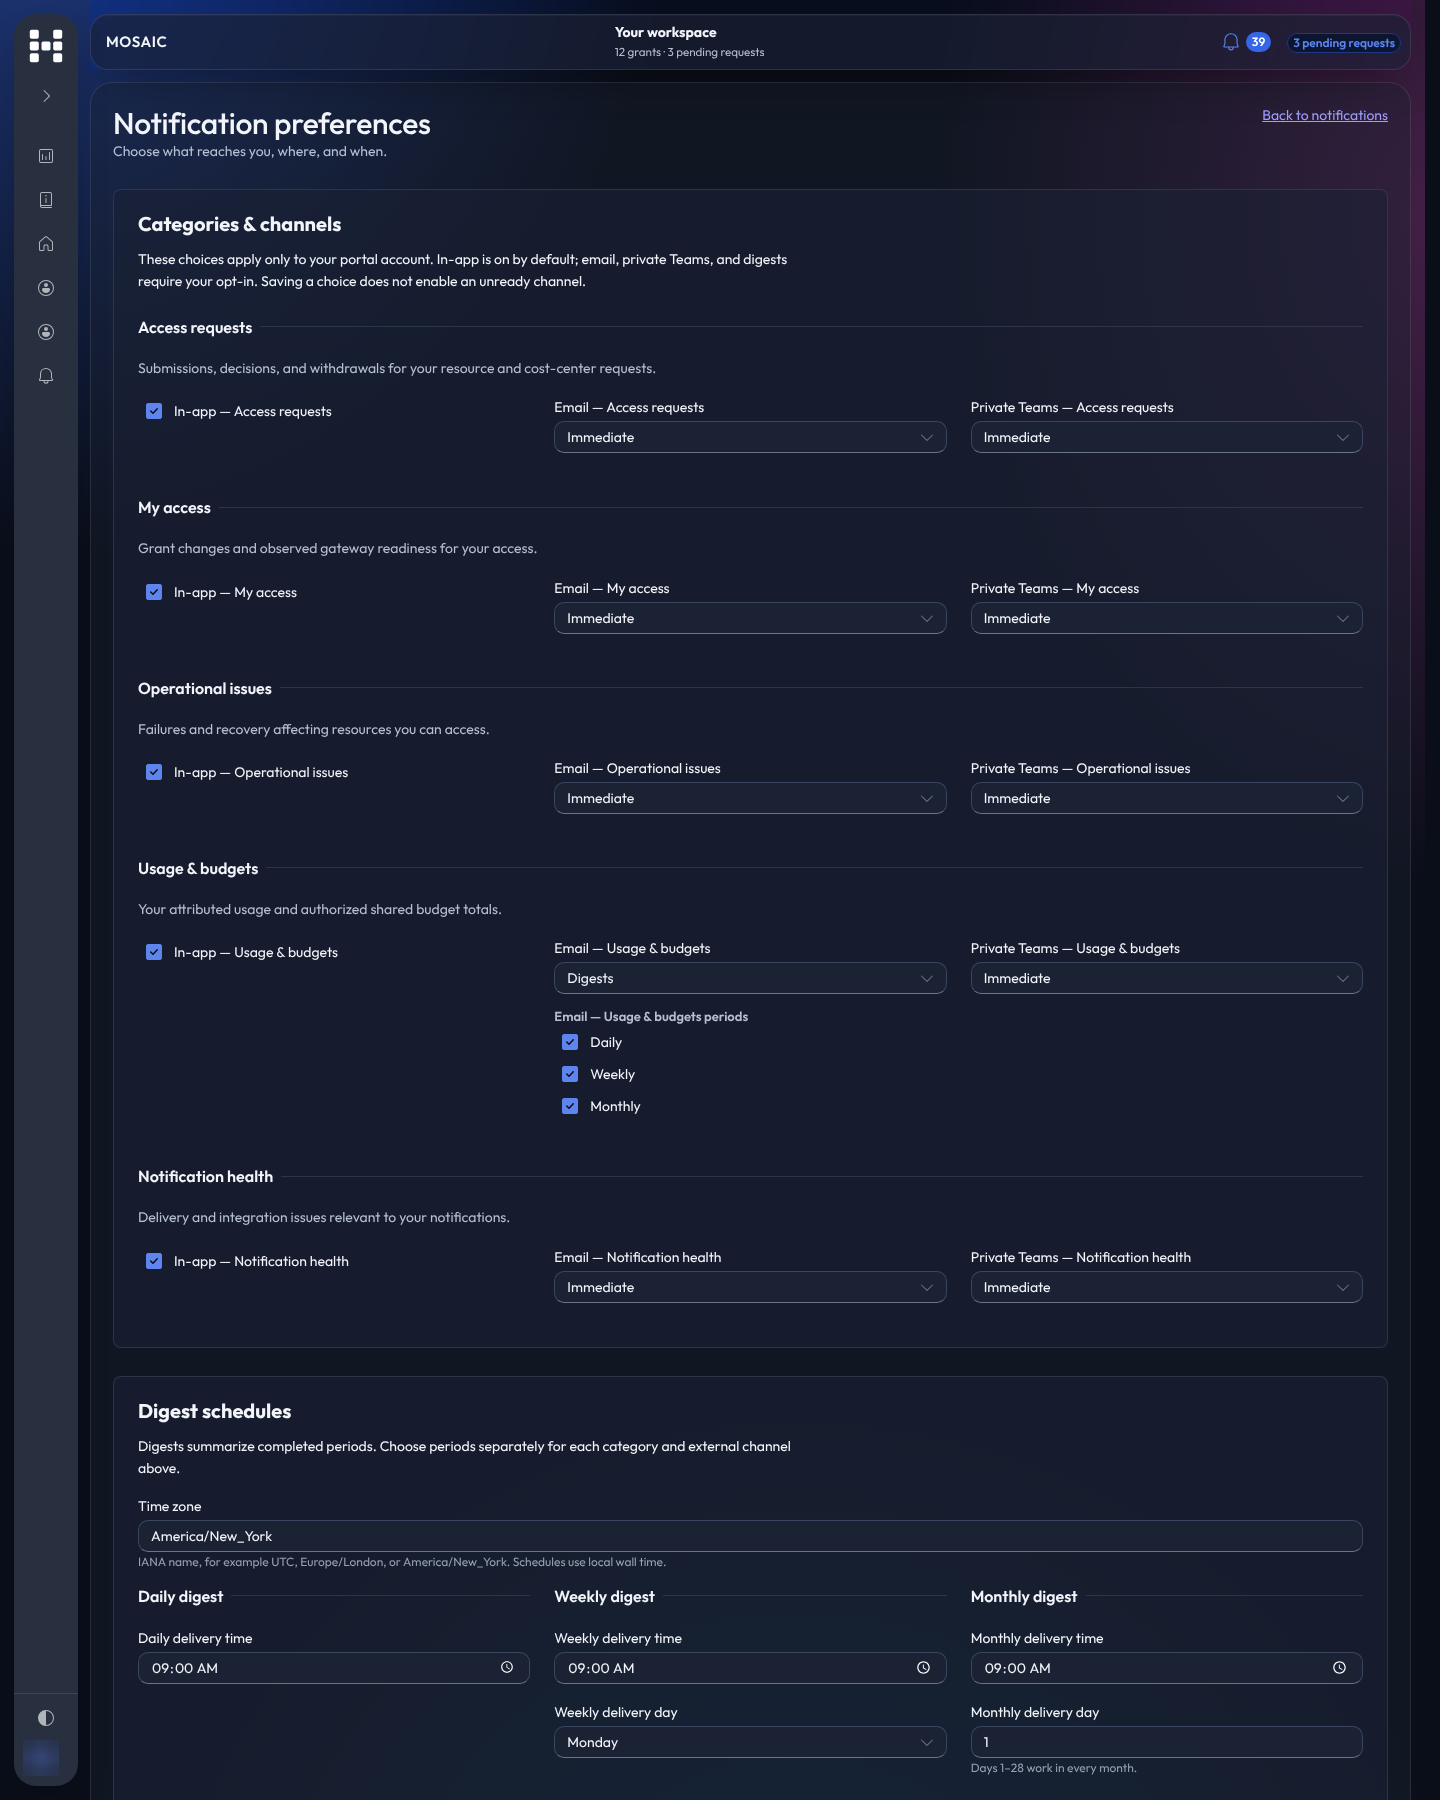 MOSAIC
Your workspace
12 grants · 3 pending requests
39
3 pending requests
Notification preferences
Back to notifications
Choose what reaches you, where, and when.
Categories & channels
These choices apply only to your portal account. In-app is on by default; email, private Teams, and digests
require your opt-in. Saving a choice does not enable an unready channel.
Access requests
Submissions, decisions, and withdrawals for your resource and cost-center requests.
In-app — Access requests
Email — Access requests
Immediate
Private Teams — Access requests
Immediate
My access
Grant changes and observed gateway readiness for your access.
In-app — My access
Email — My access
Immediate
Private Teams — My access
Immediate
Operational issues
Failures and recovery affecting resources you can access.
In-app — Operational issues
Email — Operational issues
Immediate
Private Teams — Operational issues
Immediate
Usage & budgets
Your attributed usage and authorized shared budget totals.
In-app — Usage & budgets
Email — Usage & budgets
Digests
Private Teams — Usage & budgets
Immediate
Email — Usage & budgets periods
Daily
Weekly
Monthly
Notification health
Delivery and integration issues relevant to your notifications.
In-app — Notification health
Email — Notification health
Immediate
Private Teams — Notification health
Immediate
Digest schedules
Digests summarize completed periods. Choose periods separately for each category and external channel
above.
Time zone
America/New_York
IANA name, for example UTC, Europe/London, or America/New_York. Schedules use local wall time.
Daily digest
Daily delivery time
09:00 AM
Weekly digest
Weekly delivery time
09:00 AM
Weekly delivery day
Monday
Monthly digest
Monthly delivery time
09:00 AM
Monthly delivery day
1
Days 1–28 work in every month.